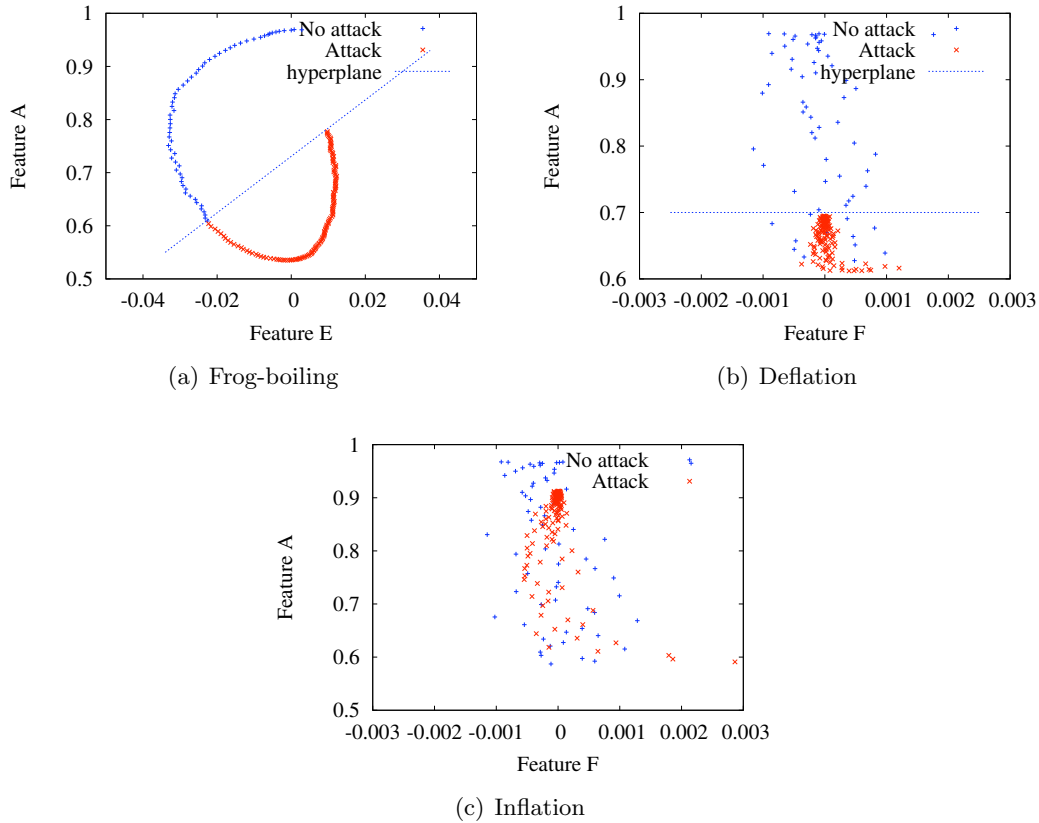 No attack
Attack
hyperplane
1
0.9
0.8
0.7
0.6
0.5
Feature A
-0.04 -0.02 0 0.02 0.04
Feature E
(a) Frog-boiling
No attack
Attack
hyperplane
1
0.9
0.8
0.7
0.6
Feature A
-0.003 -0.002 -0.001 0 0.001 0.002 0.003
Feature F
(b) Deflation
No attack
Attack
1
0.9
0.8
0.7
0.6
0.5
Feature A
-0.003 -0.002 -0.001 0 0.001 0.002 0.003
Feature F
(c) Inflation